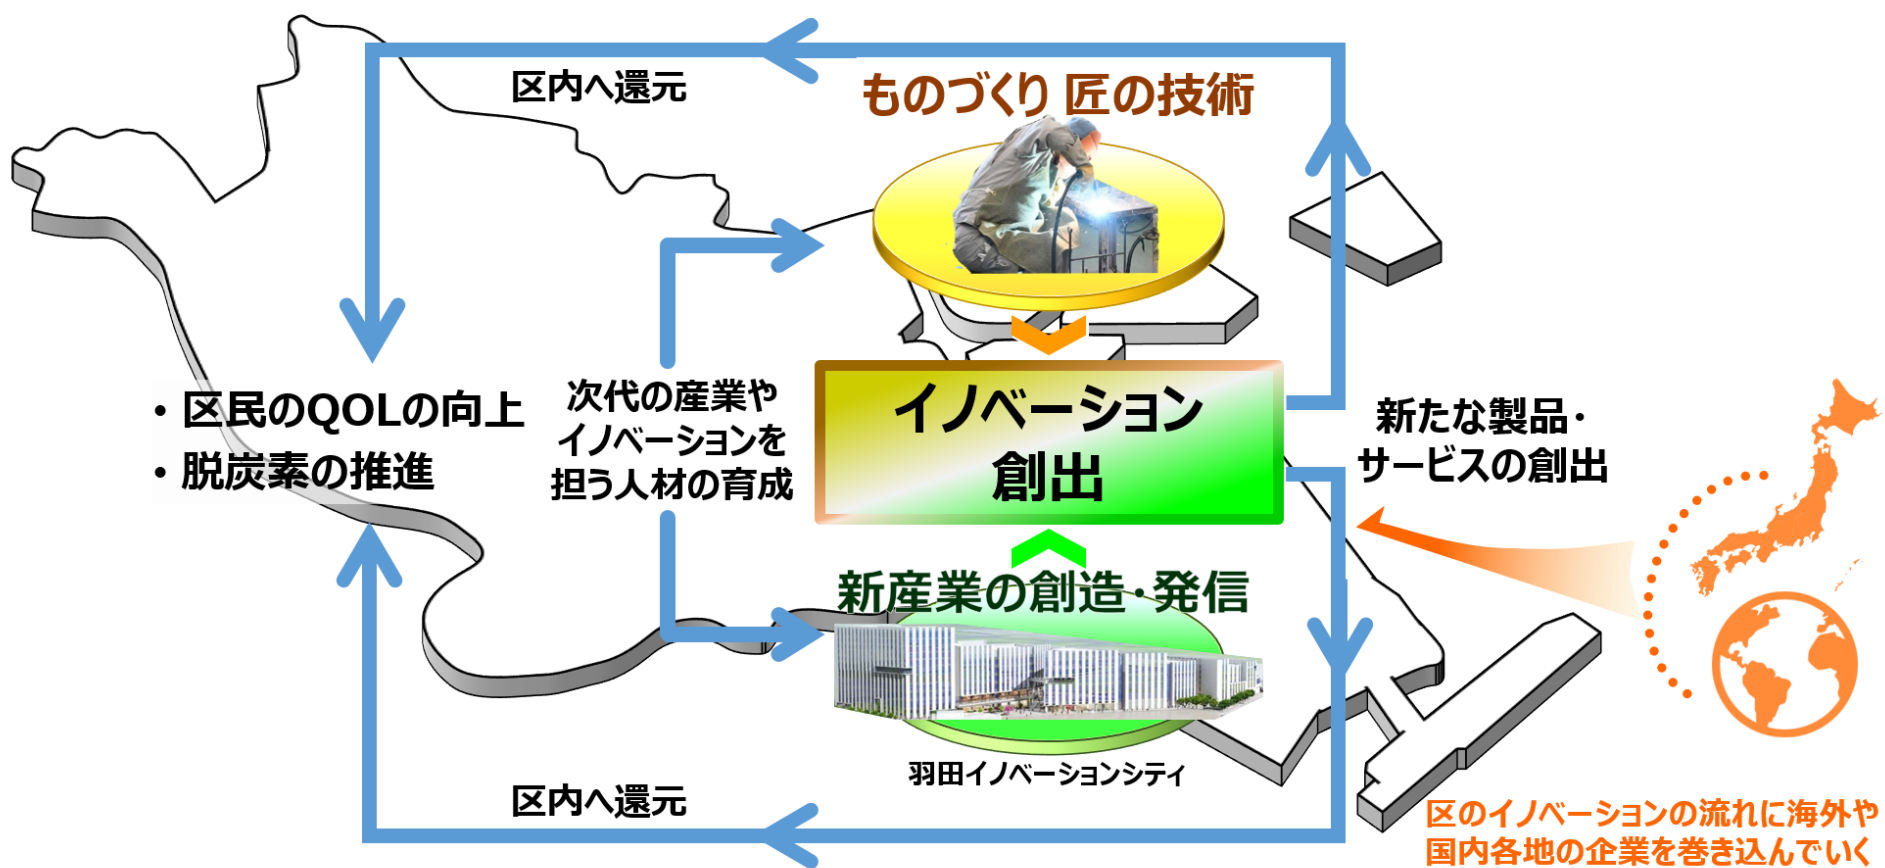 区内へ還元
ものづくり 匠の技術
・区民のQOLの向上
・脱炭素の推進
次代の産業や
イノベーションを
担う人材の育成
イノベーション
創出
新たな製品・
サービスの創出
新産業の創造・発信
羽田イノベーションシティ
区内へ還元
区のイノベーションの流れに海外や
国内各地の企業を巻き込んでいく